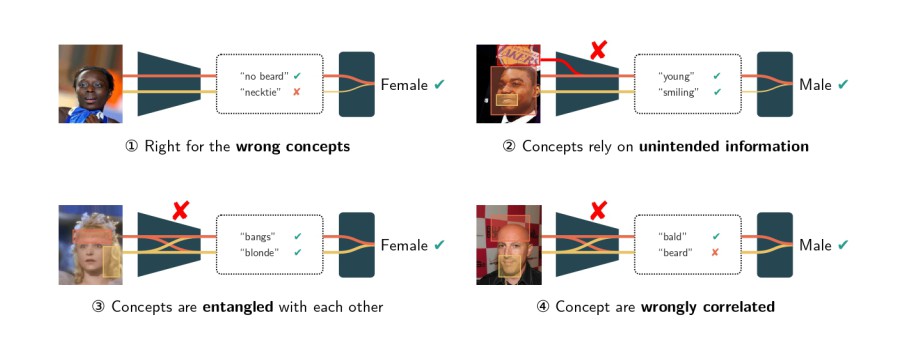 “no beard” ✔
“necktie” ✘
Female ✔
① Right for the wrong concepts
LAKERS
✘
“young” ✔
“smiling” ✔
Male ✔
② Concepts rely on unintended information
✘
“bangs” ✔
“blonde” ✔
Female ✔
③ Concepts are entangled with each other
✘
“bald” ✔
“beard” ✘
Male ✔
④ Concept are wrongly correlated